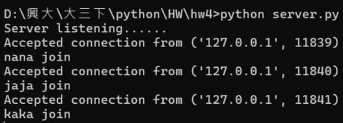 D:\興大\大三下\python\HW\hw4>python server.py
Server listening......
Accepted connection from ('127.0.0.1', 11839)
nana join
Accepted connection from ('127.0.0.1', 11840)
jaja join
Accepted connection from ('127.0.0.1', 11841)
kaka join